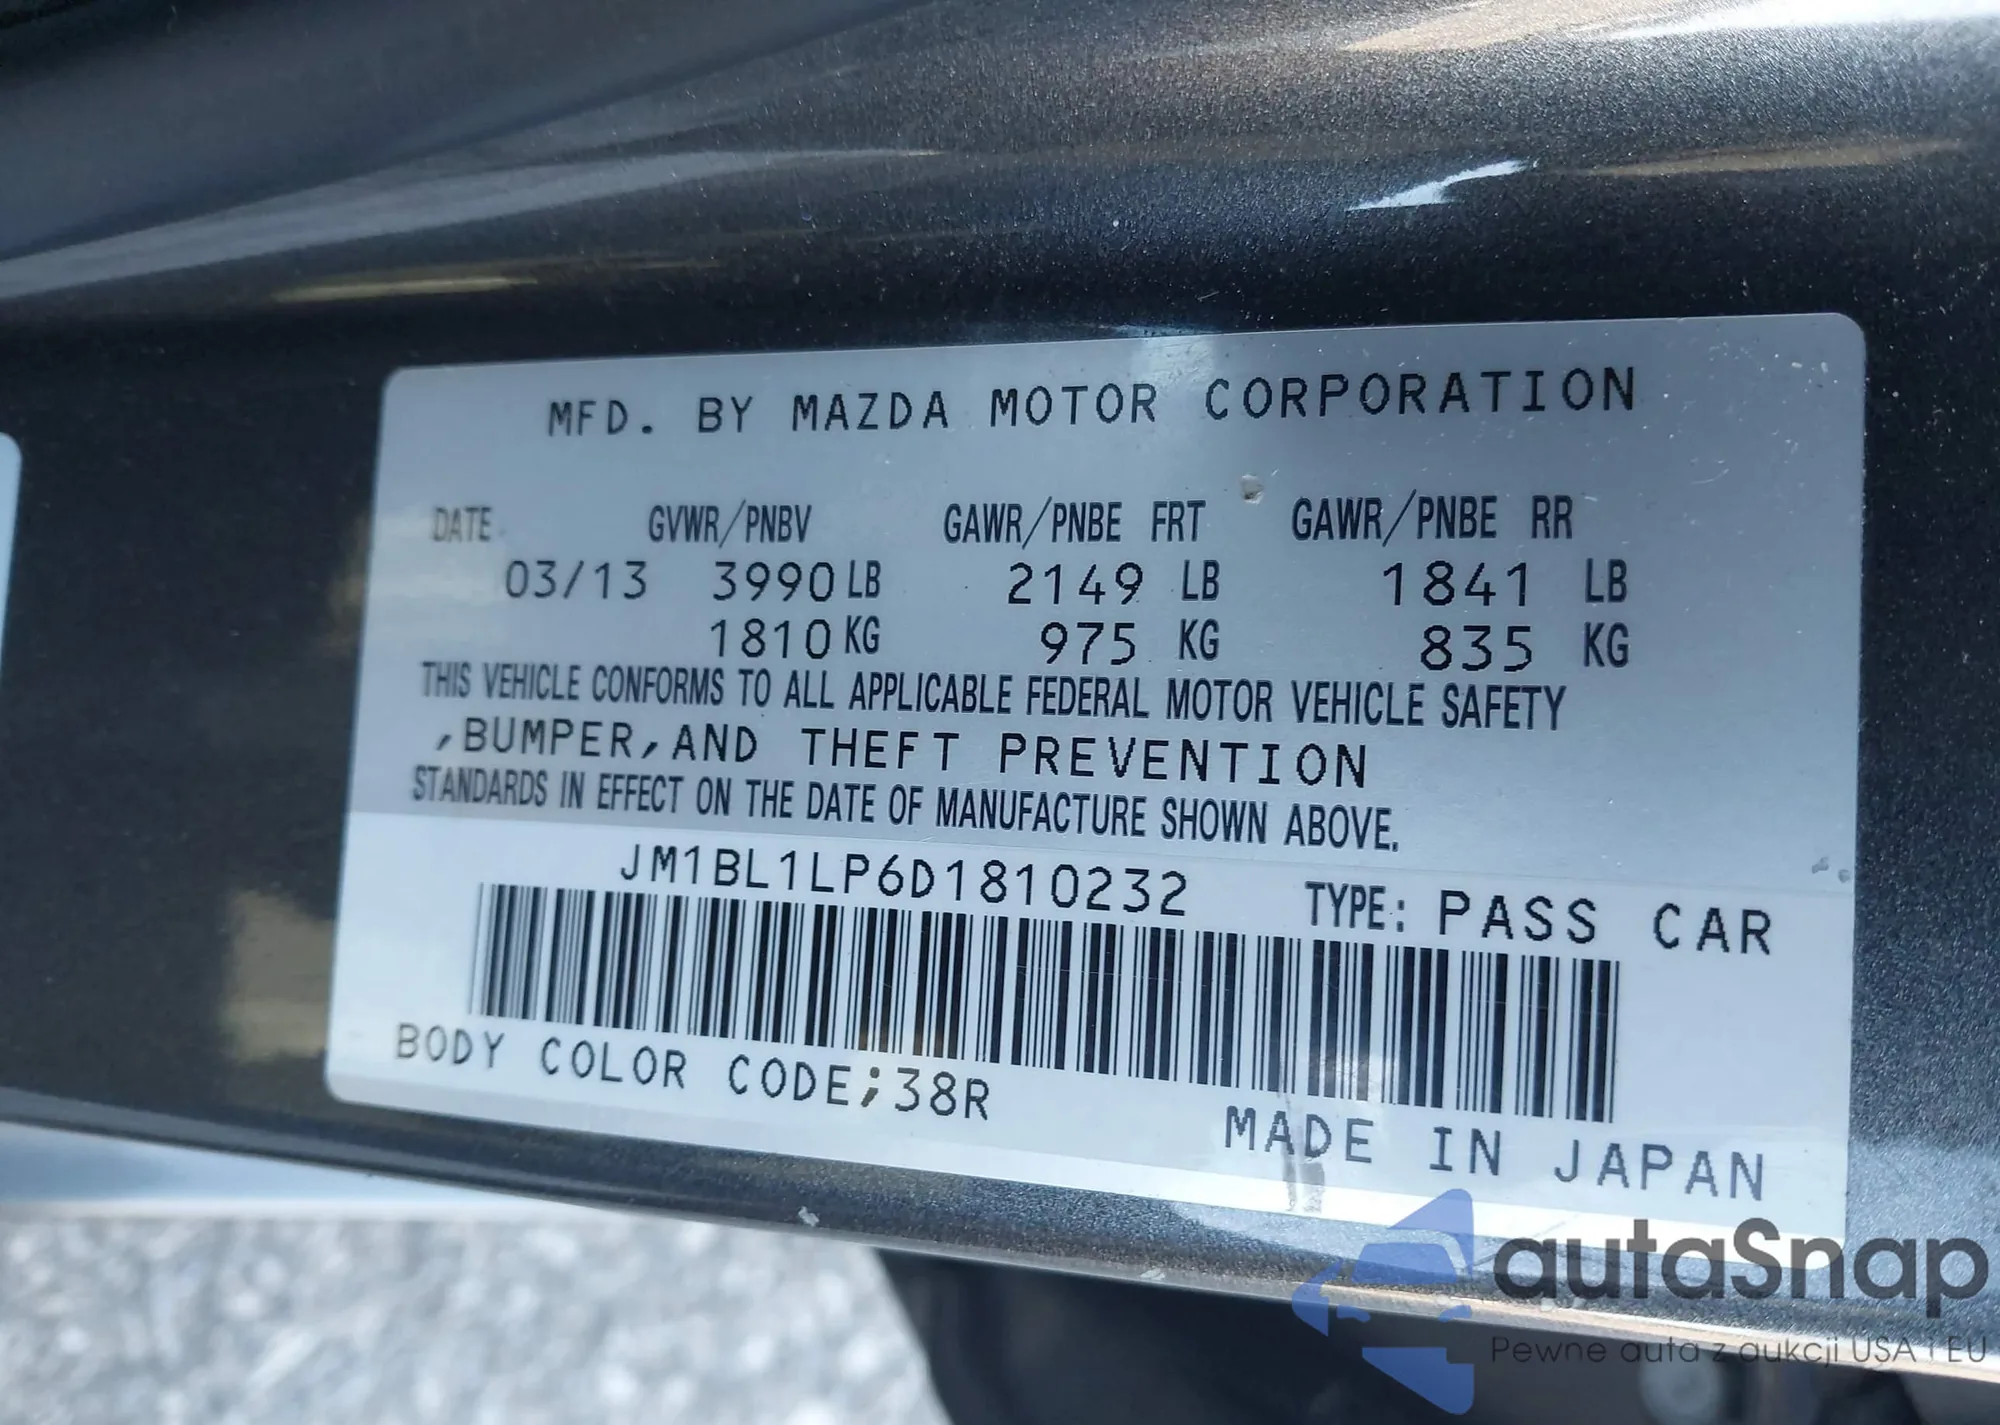 MFD. BY MAZDA MOTOR CORPORATION
DATE GVWR/PNBV GAWR/PNBE FRT GAWR/PNBE RR
03/13 3990 LB 2149 LB 1841 LB
1810 KG 975 KG 835 KG
THIS VEHICLE CONFORMS TO ALL APPLICABLE FEDERAL MOTOR VEHICLE SAFETY
,BUMPER,AND THEFT PREVENTION
STANDARDS IN EFFECT ON THE DATE OF MANUFACTURE SHOWN ABOVE.
JM1BL1LP6D1810232 TYPE: PASS CAR
BODY COLOR CODE;38R
MADE IN JAPAN
autaSnap
Pewne auta z aukcji USA i EU